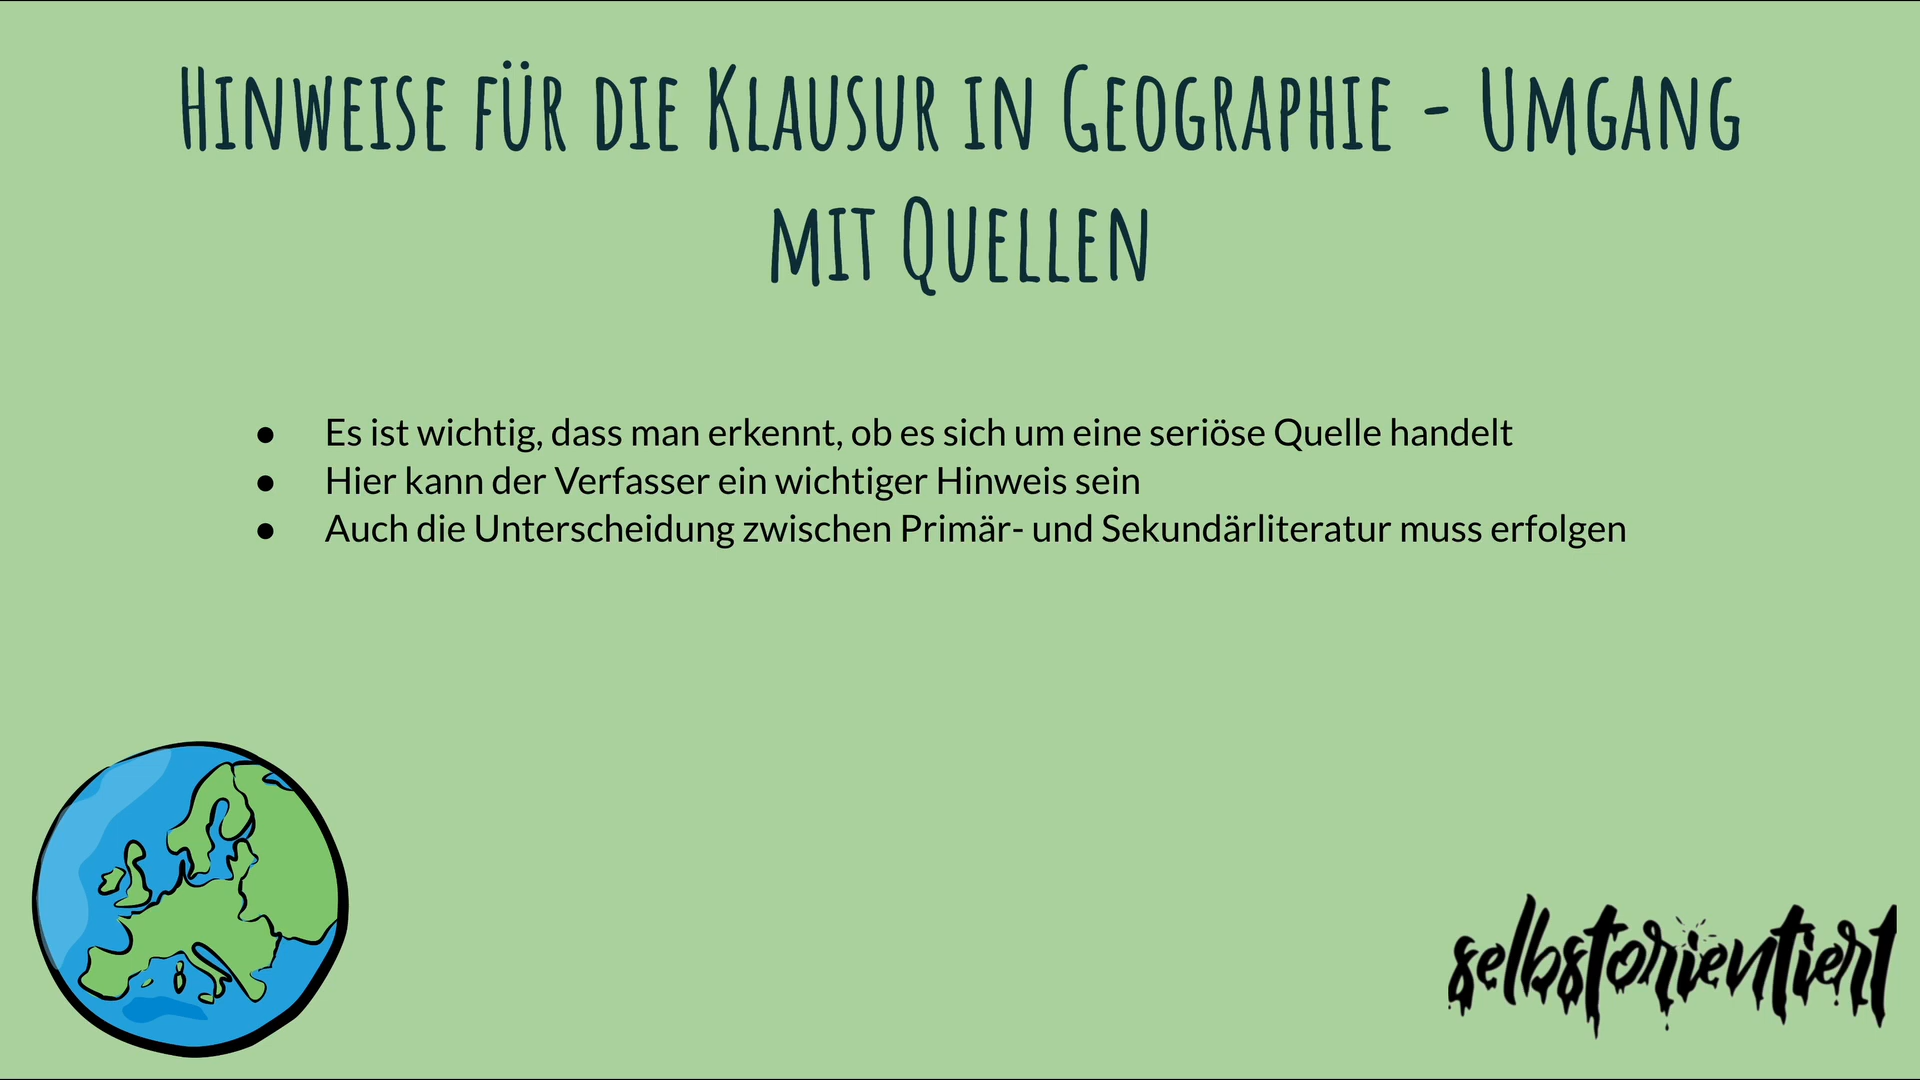 Hinweise für die Klausur in Geographie - Umgang
mit Quellen
● Es ist wichtig, dass man erkennt, ob es sich um eine seriöse Quelle handelt
● Hier kann der Verfasser ein wichtiger Hinweis sein
● Auch die Unterscheidung zwischen Primär- und Sekundärliteratur muss erfolgen
selbstorientiert